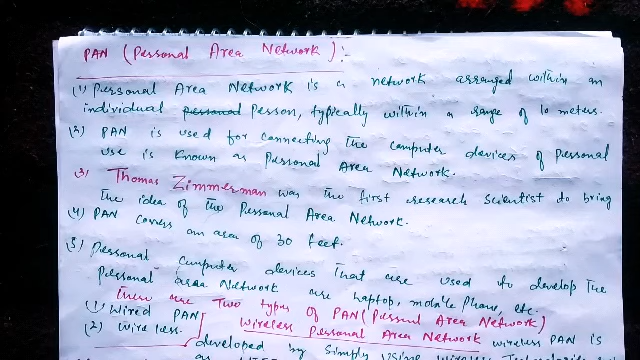 PAN (Personal Area Network) :-
(1) Personal Area Network is a network arranged within an
individual personal person, typically within a range of 10 meters.
(2) PAN is used for connecting the computer devices of personal
use is known as Personal Area Network.
(3) Thomas Zimmerman was the first research scientist to bring
the idea of the Personal Area Network.
(4) PAN covers an area of 30 feet.
(5) Personal computer devices that are used to develop the
personal area Network are laptop, mobile phone, etc.
There are Two types of PAN (Personal Area Network)
(1) Wired PAN
(2) Wireless.
Wireless Personal Area Network wireless PAN is
developed by simply using wireless Technologies